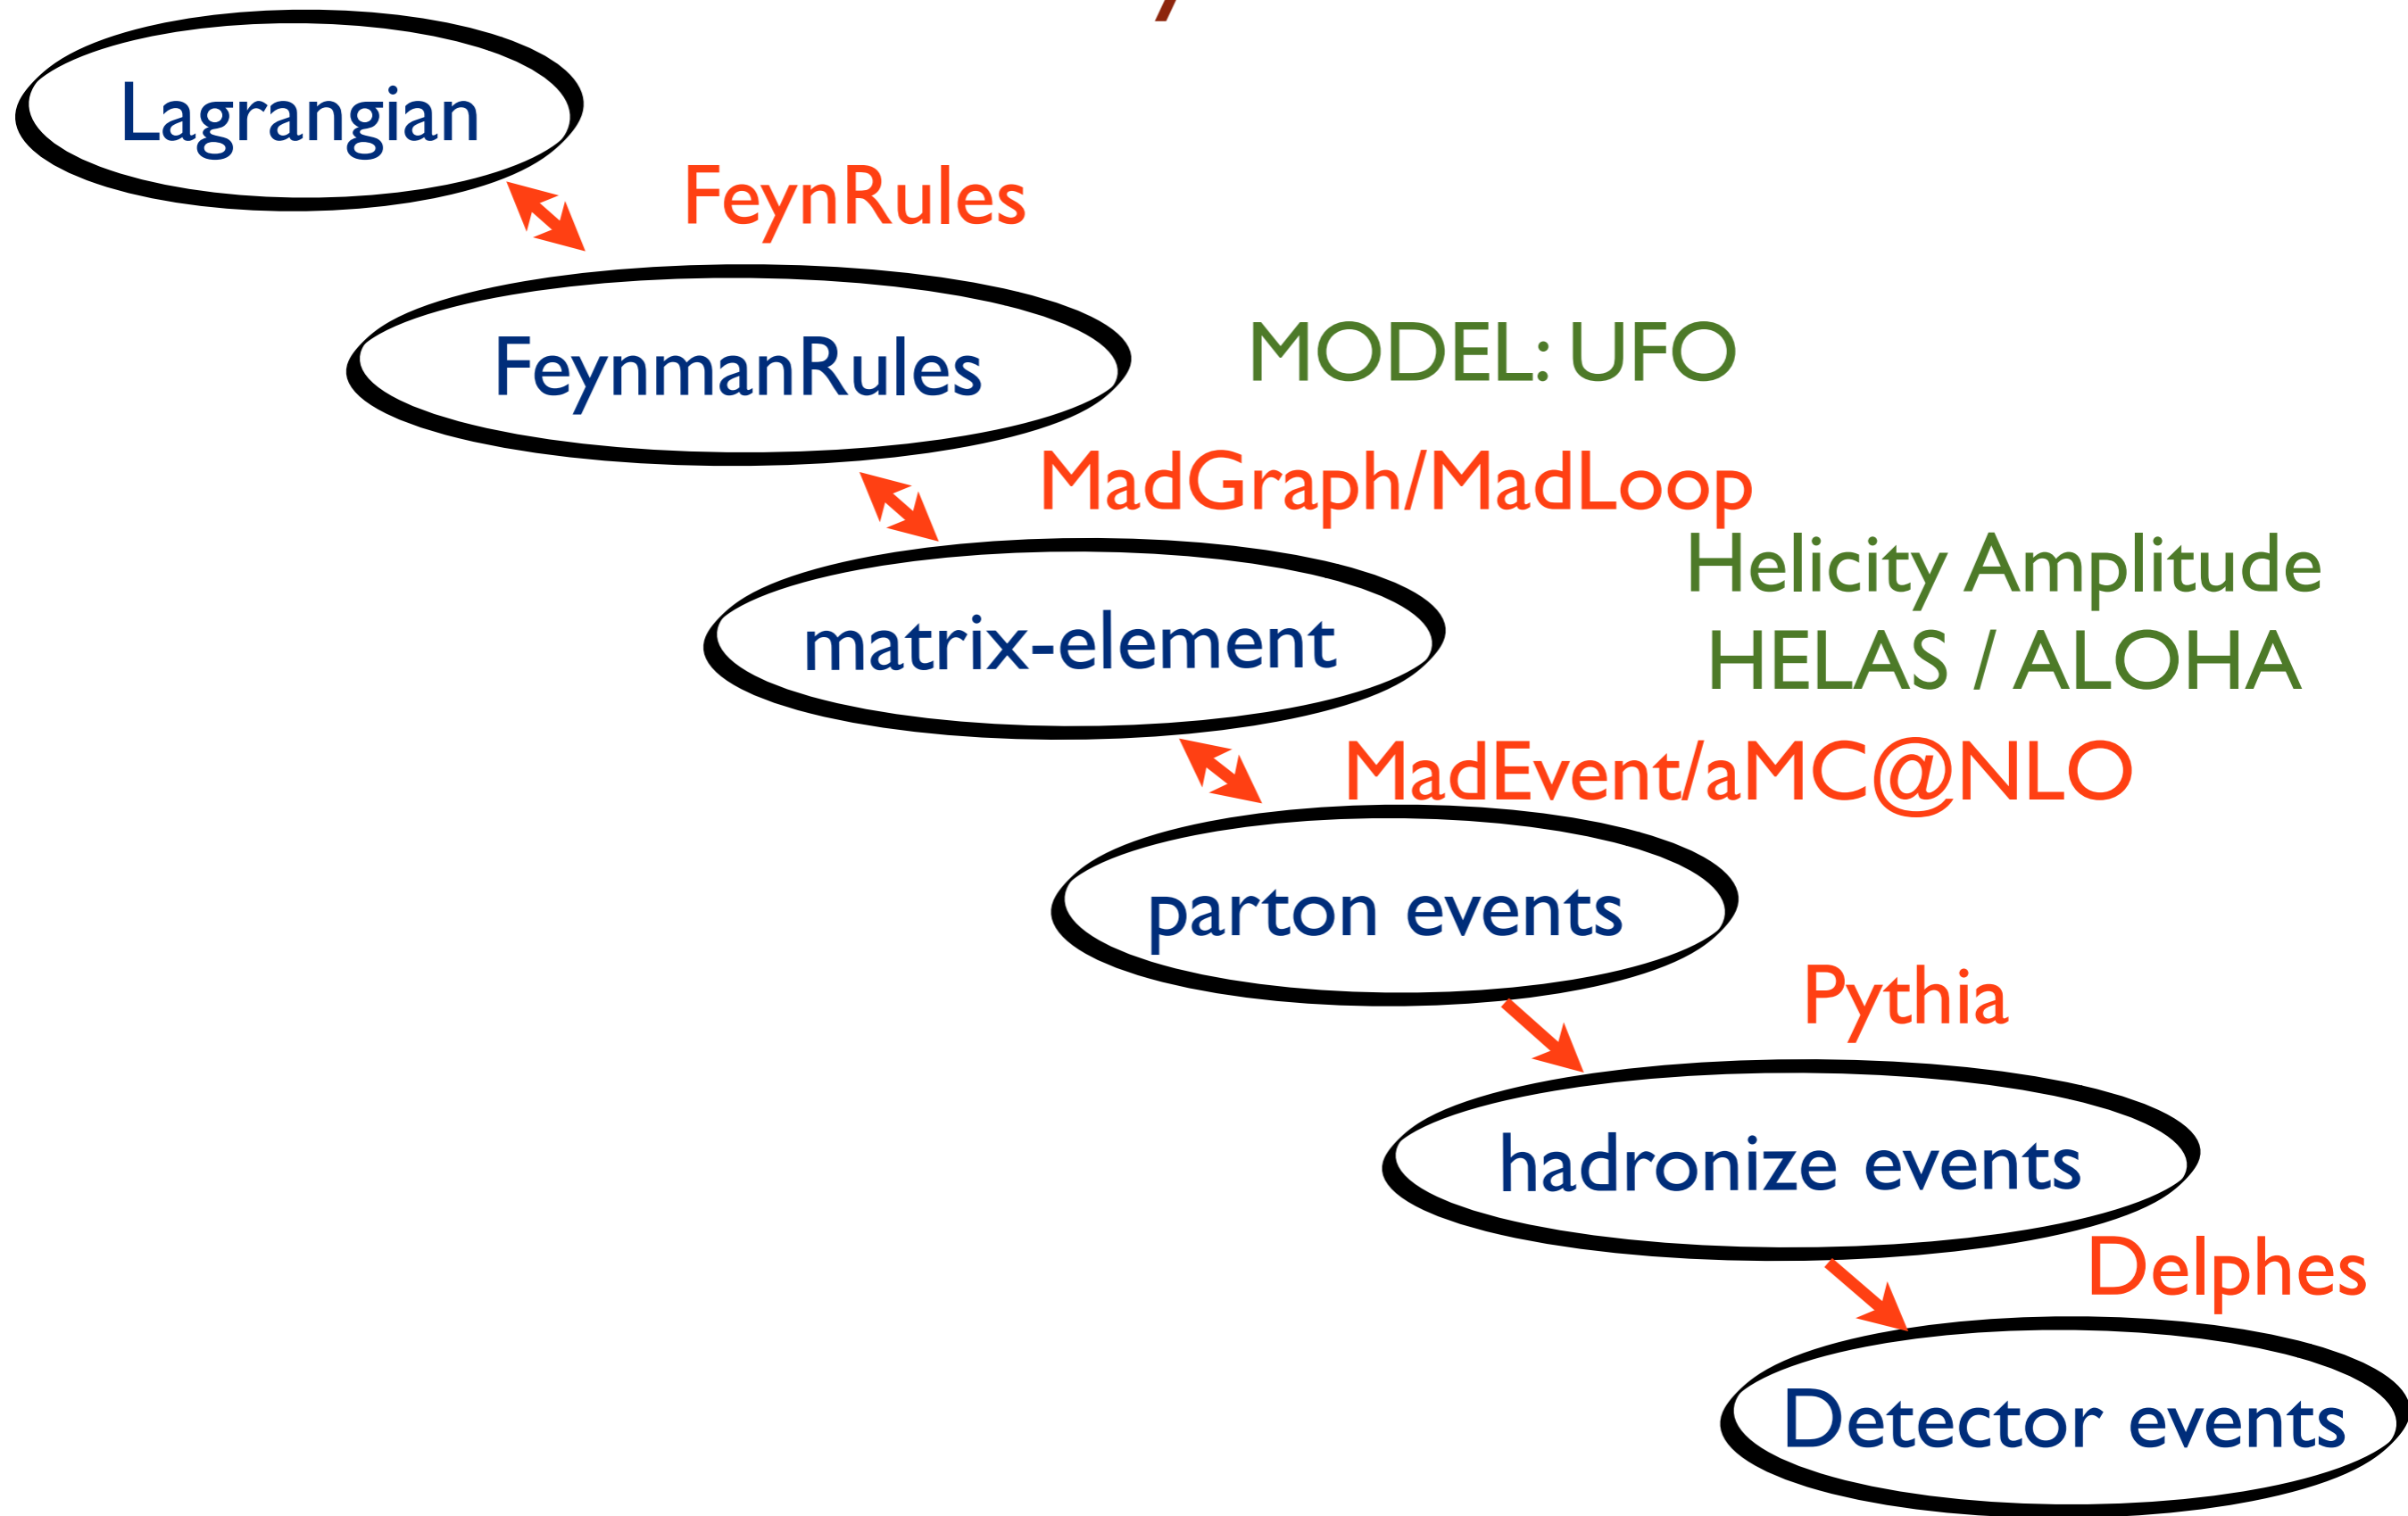 Lagrangian
FeynRules
FeynmanRules
MODEL: UFO
MadGraph/MadLoop
Helicity Amplitude
HELAS / ALOHA
matrix-element
MadEvent/aMC@NLO
parton events
Pythia
hadronize events
Delphes
Detector events